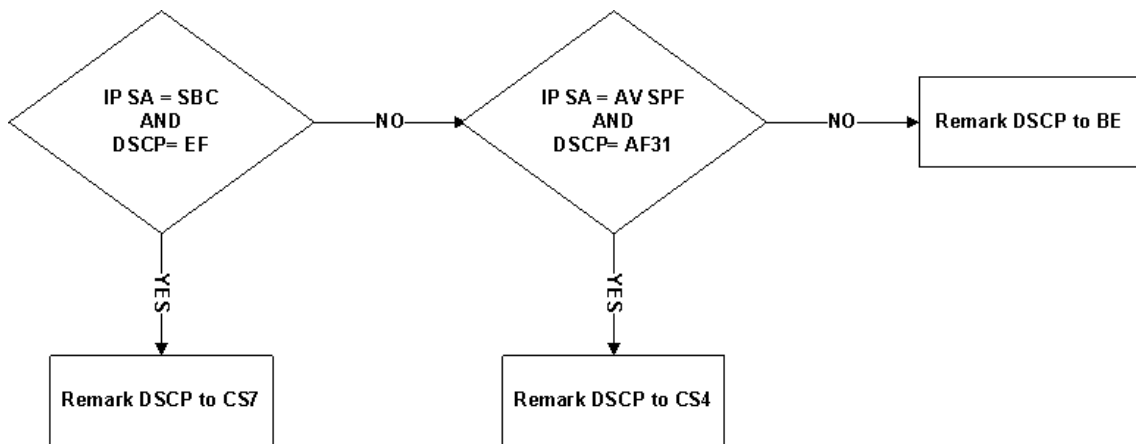 IP SA = SBC
AND
DSCP= EF
NO
IP SA = AV SPF
AND
DSCP= AF31
NO
Remark DSCP to BE
YES
YES
Remark DSCP to CS7
Remark DSCP to CS4